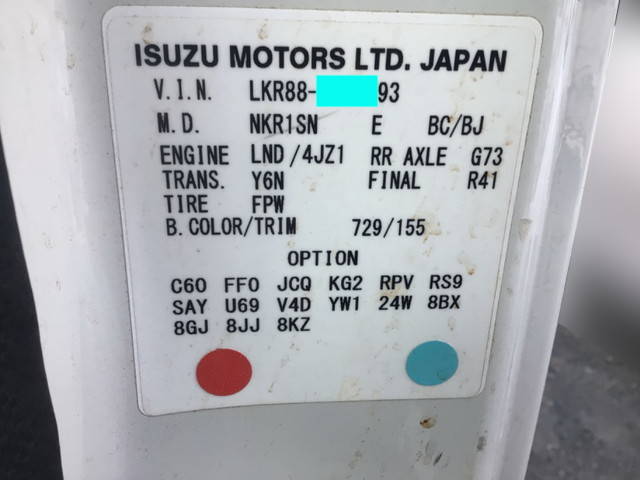 ISUZU MOTORS LTD. JAPAN
V.I.N. LKR88- 93
M.D. NKR1SN E BC/BJ
ENGINE LND/4JZ1 RR AXLE G73
TRANS. Y6N FINAL R41
TIRE FPW
B.COLOR/TRIM 729/155
OPTION
C60 FF0 JCQ KG2 RPV RS9
SAY U69 V4D YW1 24W 8BX
8GJ 8JJ 8KZ